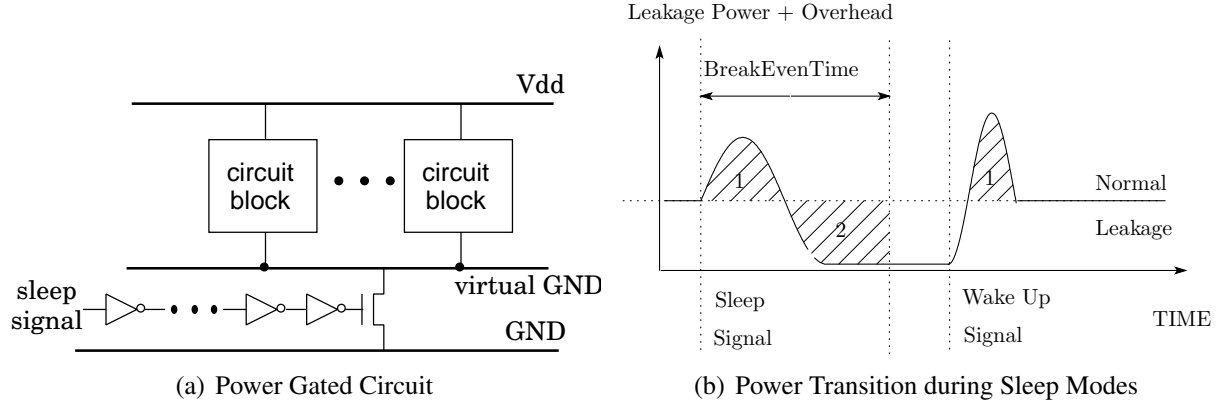 Vdd
circuit
block
circuit
block
virtual GND
sleep
signal
GND
(a) Power Gated Circuit
Leakage Power + Overhead
BreakEvenTime
1
2
1
Normal
Leakage
Sleep
Signal
Wake Up
Signal
TIME
(b) Power Transition during Sleep Modes